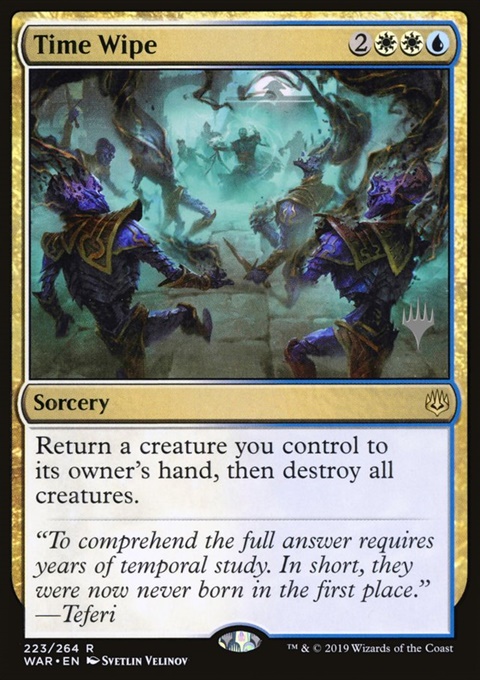 Time Wipe 2
Sorcery
Return a creature you control to
its owner's hand, then destroy all
creatures.
“To comprehend the full answer requires
years of temporal study. In short, they
were now never born in the first place.”
—Teferi
223/264 R
WAR • EN Svetlin Velinov ™ & © 2019 Wizards of the Coast